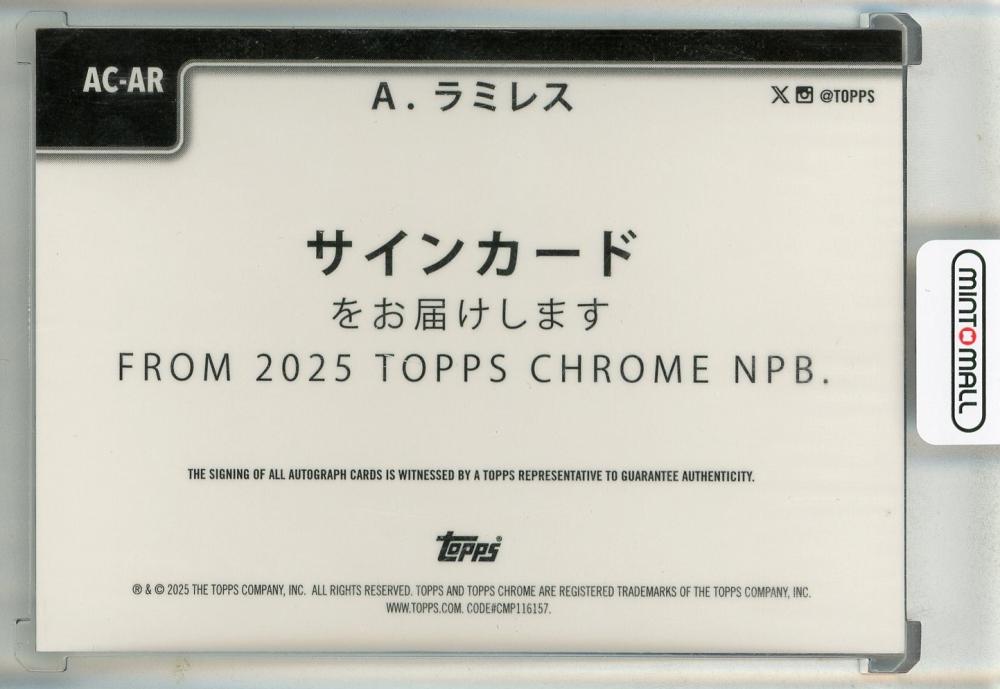 AC-AR
A. ラミレス
@TOPPS
サインカード
をお届けします
FROM 2025 TOPPS CHROME NPB.
THE SIGNING OF ALL AUTOGRAPH CARDS IS WITNESSED BY A TOPPS REPRESENTATIVE TO GUARANTEE AUTHENTICITY.
topps®
® & © 2025 THE TOPPS COMPANY, INC. ALL RIGHTS RESERVED. TOPPS AND TOPPS CHROME ARE REGISTERED TRADEMARKS OF THE TOPPS COMPANY, INC.
WWW.TOPPS.COM. CODE#CMP116157.
MINT MALL